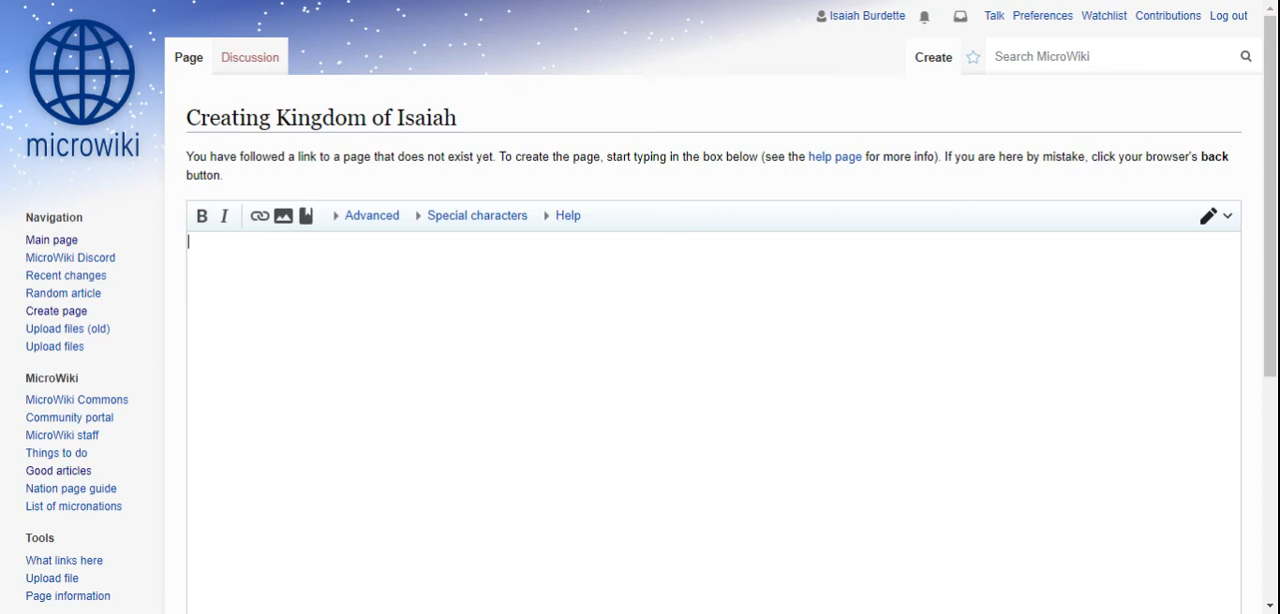 Isaiah Burdette Talk Preferences Watchlist Contributions Log out
Page Discussion Create Search MicroWiki
microwiki
Creating Kingdom of Isaiah
You have followed a link to a page that does not exist yet. To create the page, start typing in the box below (see the help page for more info). If you are here by mistake, click your browser's back
button.
B I Advanced Special characters Help
Navigation
Main page
MicroWiki Discord
Recent changes
Random article
Create page
Upload files (old)
Upload files
MicroWiki
MicroWiki Commons
Community portal
MicroWiki staff
Things to do
Good articles
Nation page guide
List of micronations
Tools
What links here
Upload file
Page information